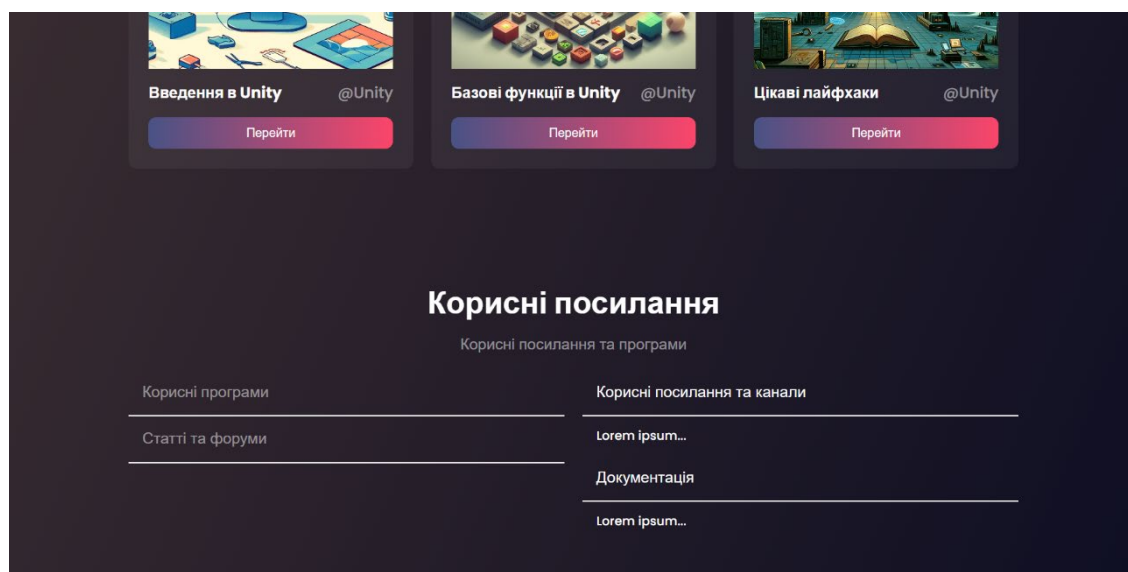 Введення в Unity @Unity
Перейти
Базові функції в Unity @Unity
Перейти
Цікаві лайфхаки @Unity
Перейти
Корисні посилання
Корисні посилання та програми
Корисні програми
Статті та форуми
Корисні посилання та канали
Lorem ipsum...
Документація
Lorem ipsum...